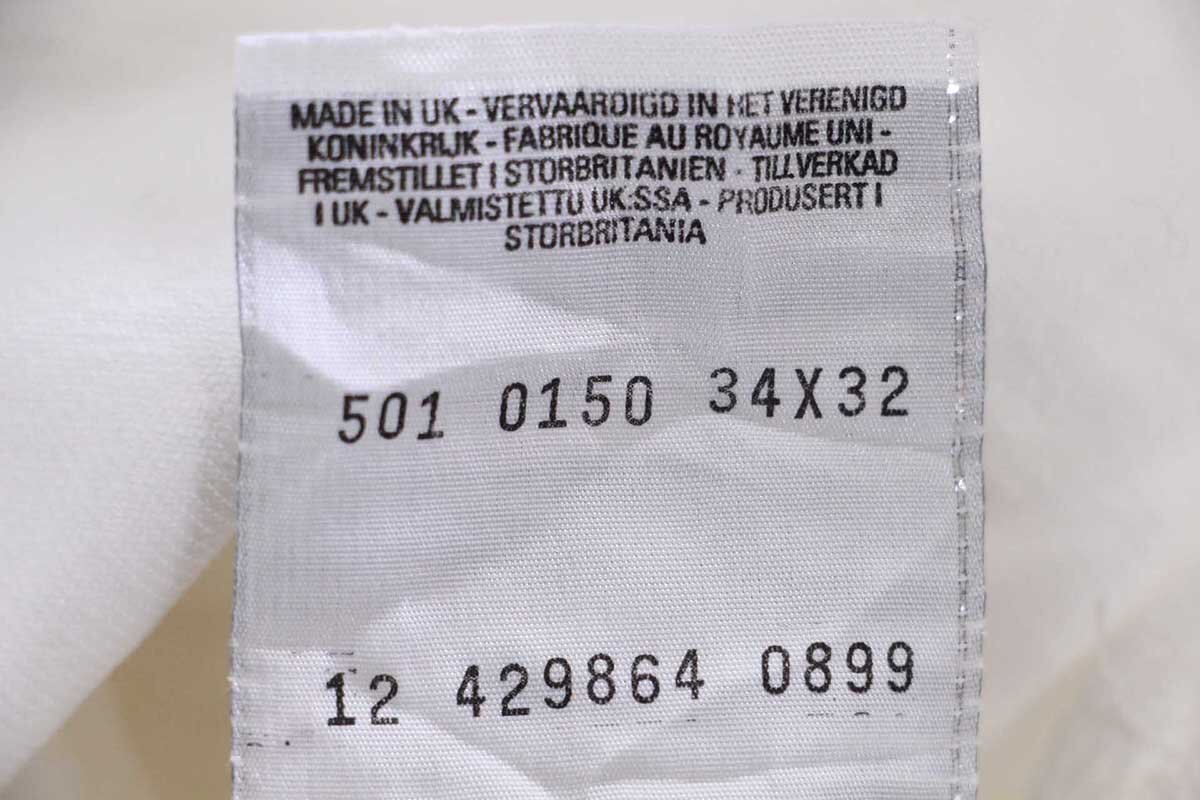 MADE IN UK - VERVAARDIGD IN HET VERENIGD
KONINKRIJK - FABRIQUE AU ROYAUME UNI -
FREMSTILLET I STORBRITANIEN - TILLVERKAD
I UK - VALMISTETTU UK:SSA - PRODUSERT I
STORBRITANIA
501 0150 34X32
12 429864 0899